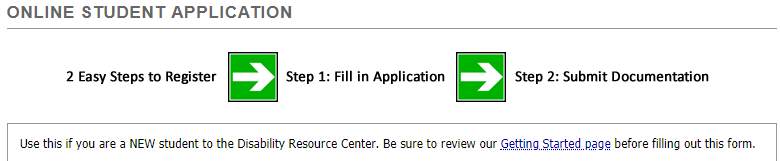 ONLINE STUDENT APPLICATION
2 Easy Steps to Register Step 1: Fill in Application Step 2: Submit Documentation
Use this if you are a NEW student to the Disability Resource Center. Be sure to review our Getting Started page before filling out this form.